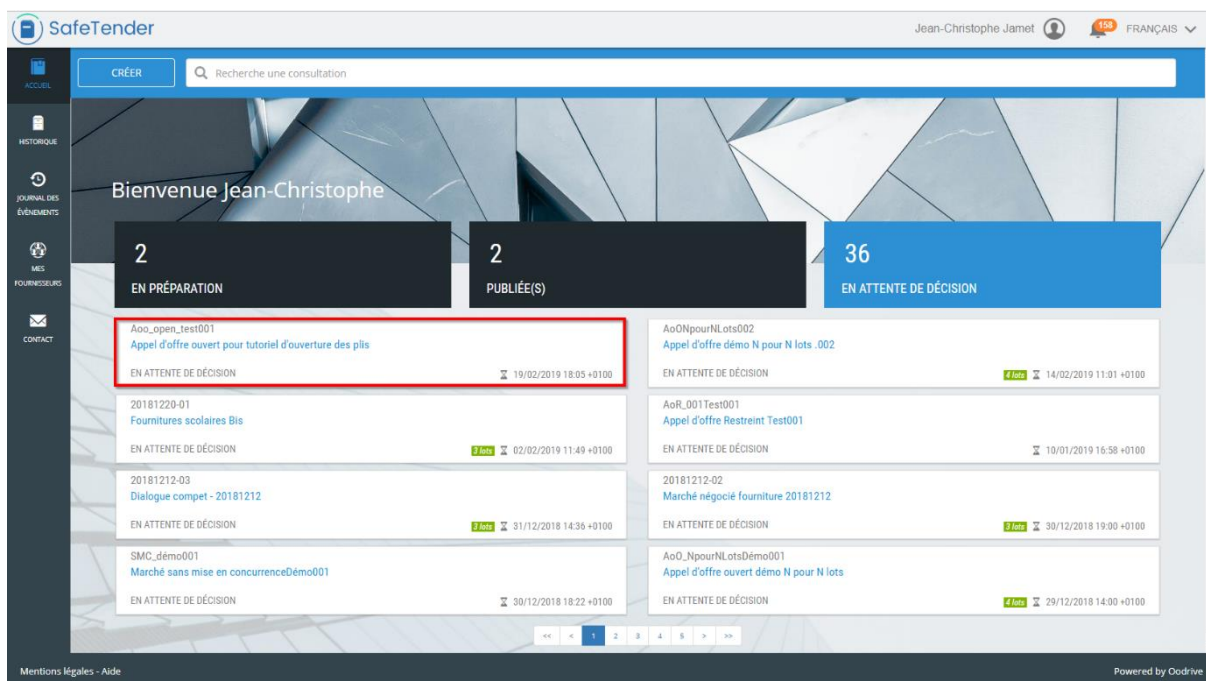 SafeTender
Jean-Christophe Jamet
158
FRANÇAIS
ACCUEIL
CRÉER
Recherche une consultation
HISTORIQUE
JOURNAL DES
ÉVÈNEMENTS
MES
FOURNISSEURS
CONTACT
Bienvenue Jean-Christophe
2
EN PRÉPARATION
2
PUBLIÉE(S)
36
EN ATTENTE DE DÉCISION
Aoo_open_test001
Appel d'offre ouvert pour tutoriel d'ouverture des plis
EN ATTENTE DE DÉCISION
19/02/2019 18:05 +0100
AoONpourNLots002
Appel d'offre démo N pour N lots .002
EN ATTENTE DE DÉCISION
4 lots 14/02/2019 11:01 +0100
20181220-01
Fournitures scolaires Bis
EN ATTENTE DE DÉCISION
3 lots 02/02/2019 11:49 +0100
AoR_001Test001
Appel d'offre Restreint Test001
EN ATTENTE DE DÉCISION
10/01/2019 16:58 +0100
20181212-03
Dialogue compet - 20181212
EN ATTENTE DE DÉCISION
3 lots 31/12/2018 14:36 +0100
20181212-02
Marché négocié fourniture 20181212
EN ATTENTE DE DÉCISION
3 lots 30/12/2018 19:00 +0100
SMC_démo001
Marché sans mise en concurrenceDémo001
EN ATTENTE DE DÉCISION
30/12/2018 18:22 +0100
AoO_NpourNLotsDémo001
Appel d'offre ouvert démo N pour N lots
EN ATTENTE DE DÉCISION
4 lots 29/12/2018 14:00 +0100
<< < 1 2 3 4 5 > >>
Mentions légales - Aide
Powered by Oodrive